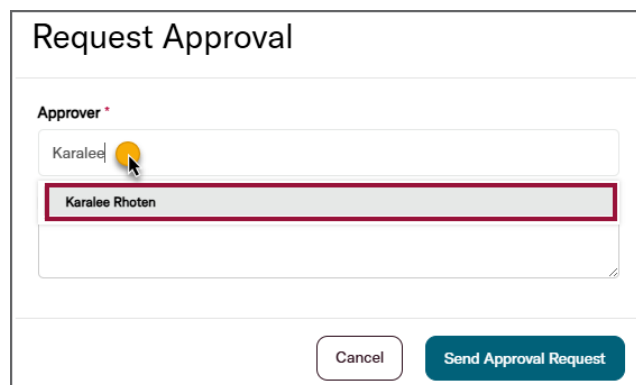 Request Approval
Approver *
Karalee
Karalee Rhoten
Cancel
Send Approval Request